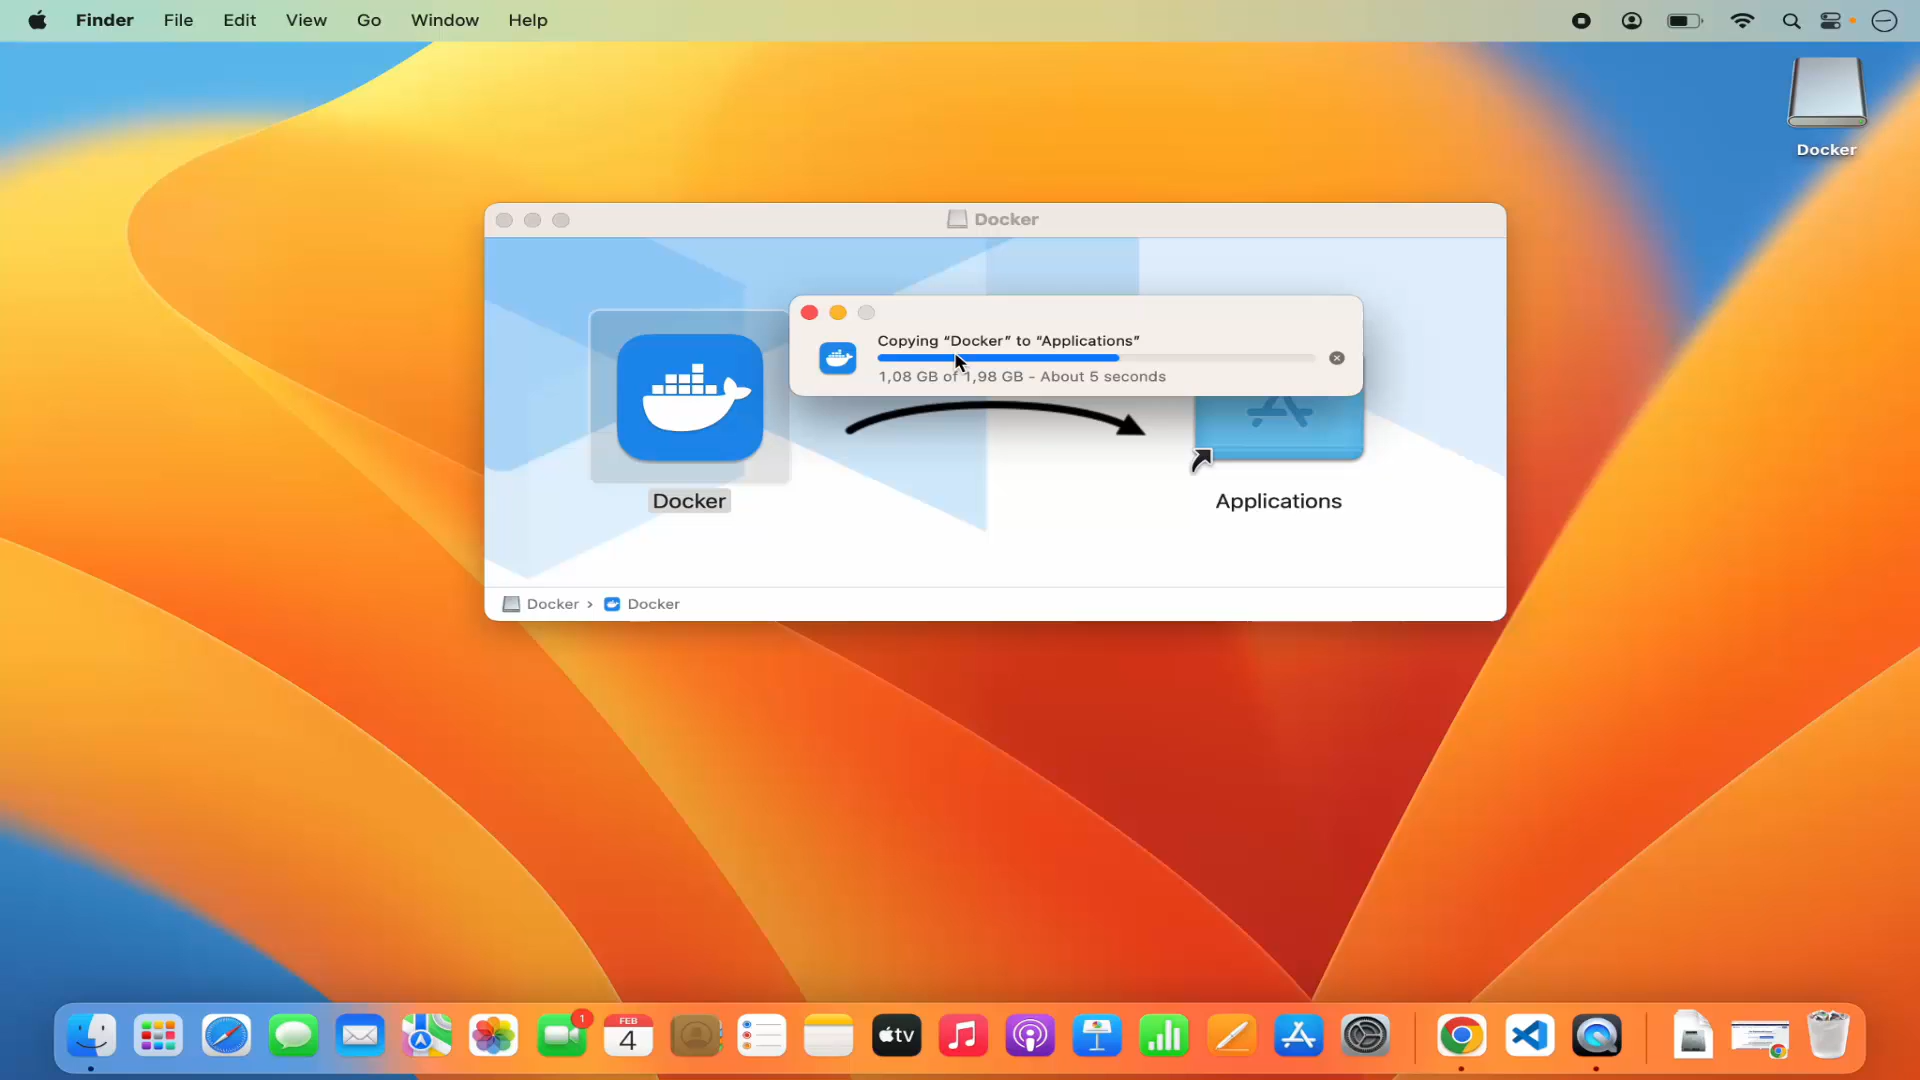 Finder File Edit View Go Window Help
Docker
Docker
Copying “Docker” to “Applications”
1,08 GB of 1,98 GB - About 5 seconds
Docker
Applications
Docker › Docker
1
FEB
4
tv